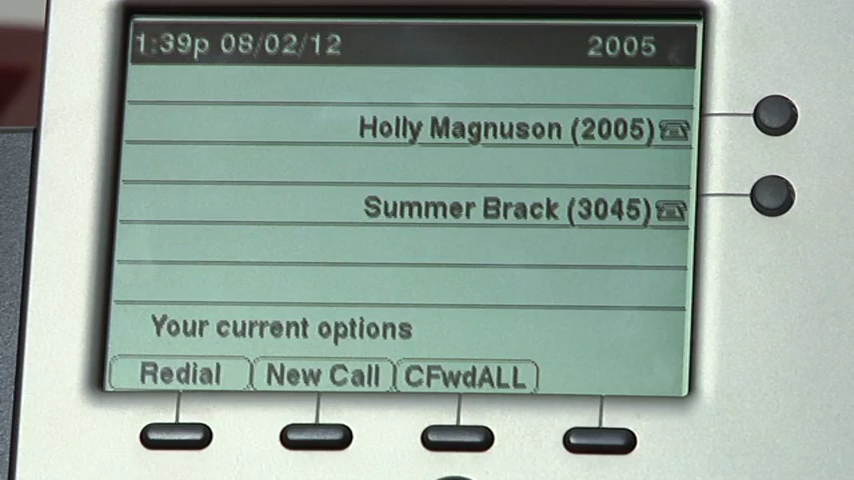 1:39p 08/02/12 2005
Holly Magnuson (2005)
Summer Brack (3045)
Your current options
Redial New Call CFwdALL